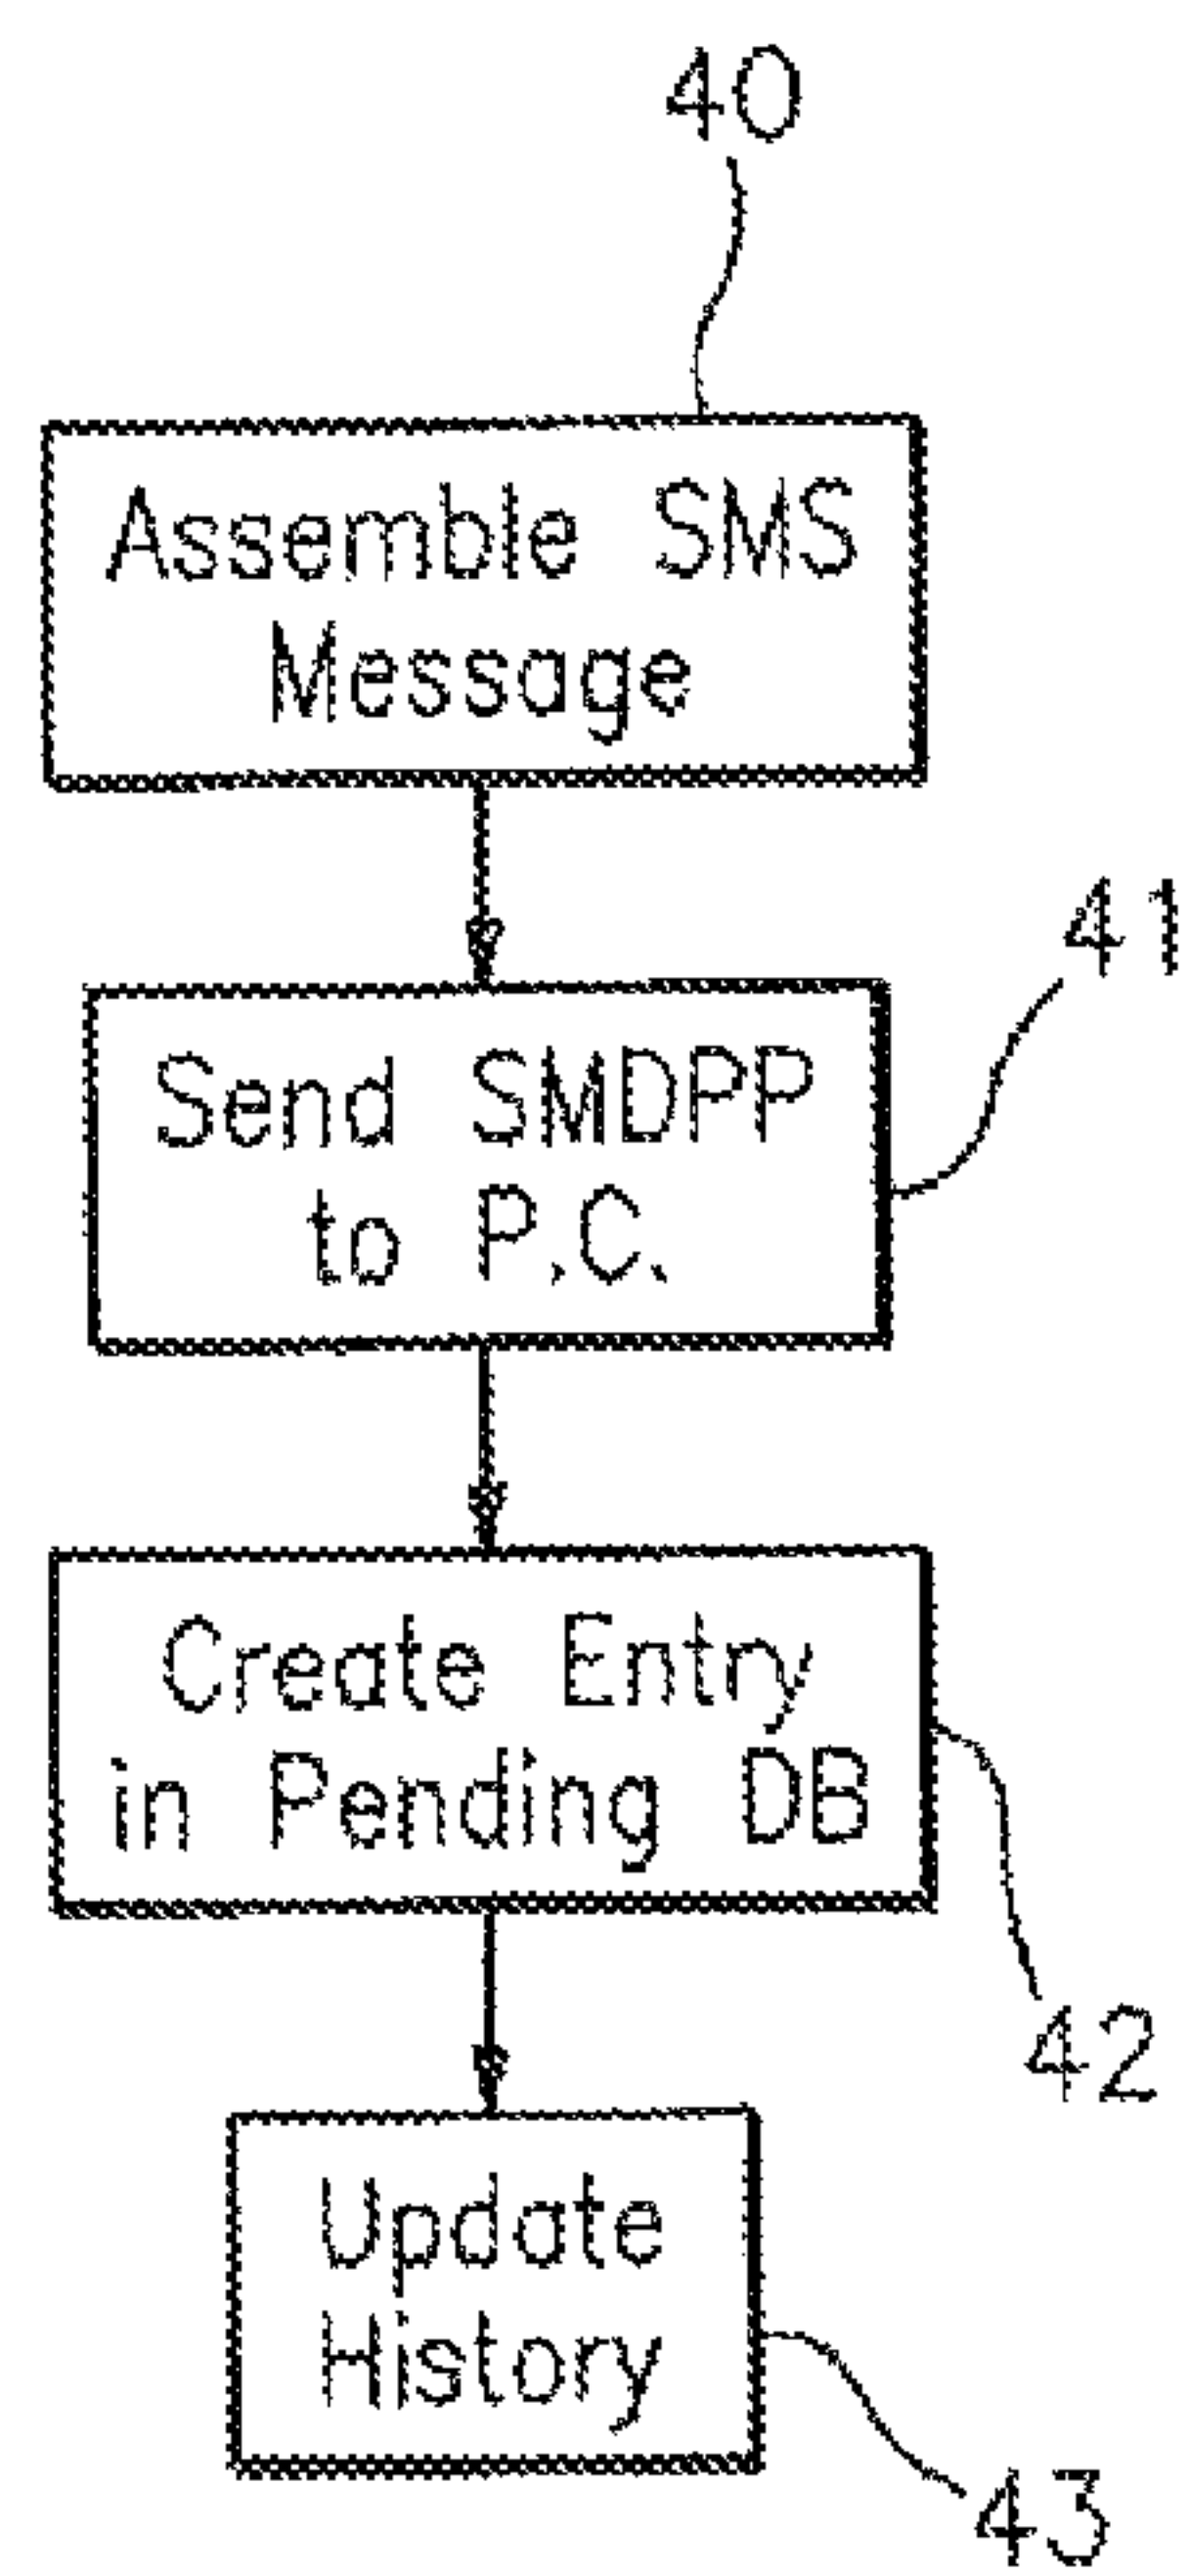 40
Assemble SMS
Message
41
Send SMDPP
to P.C.
Create Entry
in Pending DB
42
Update
History
43